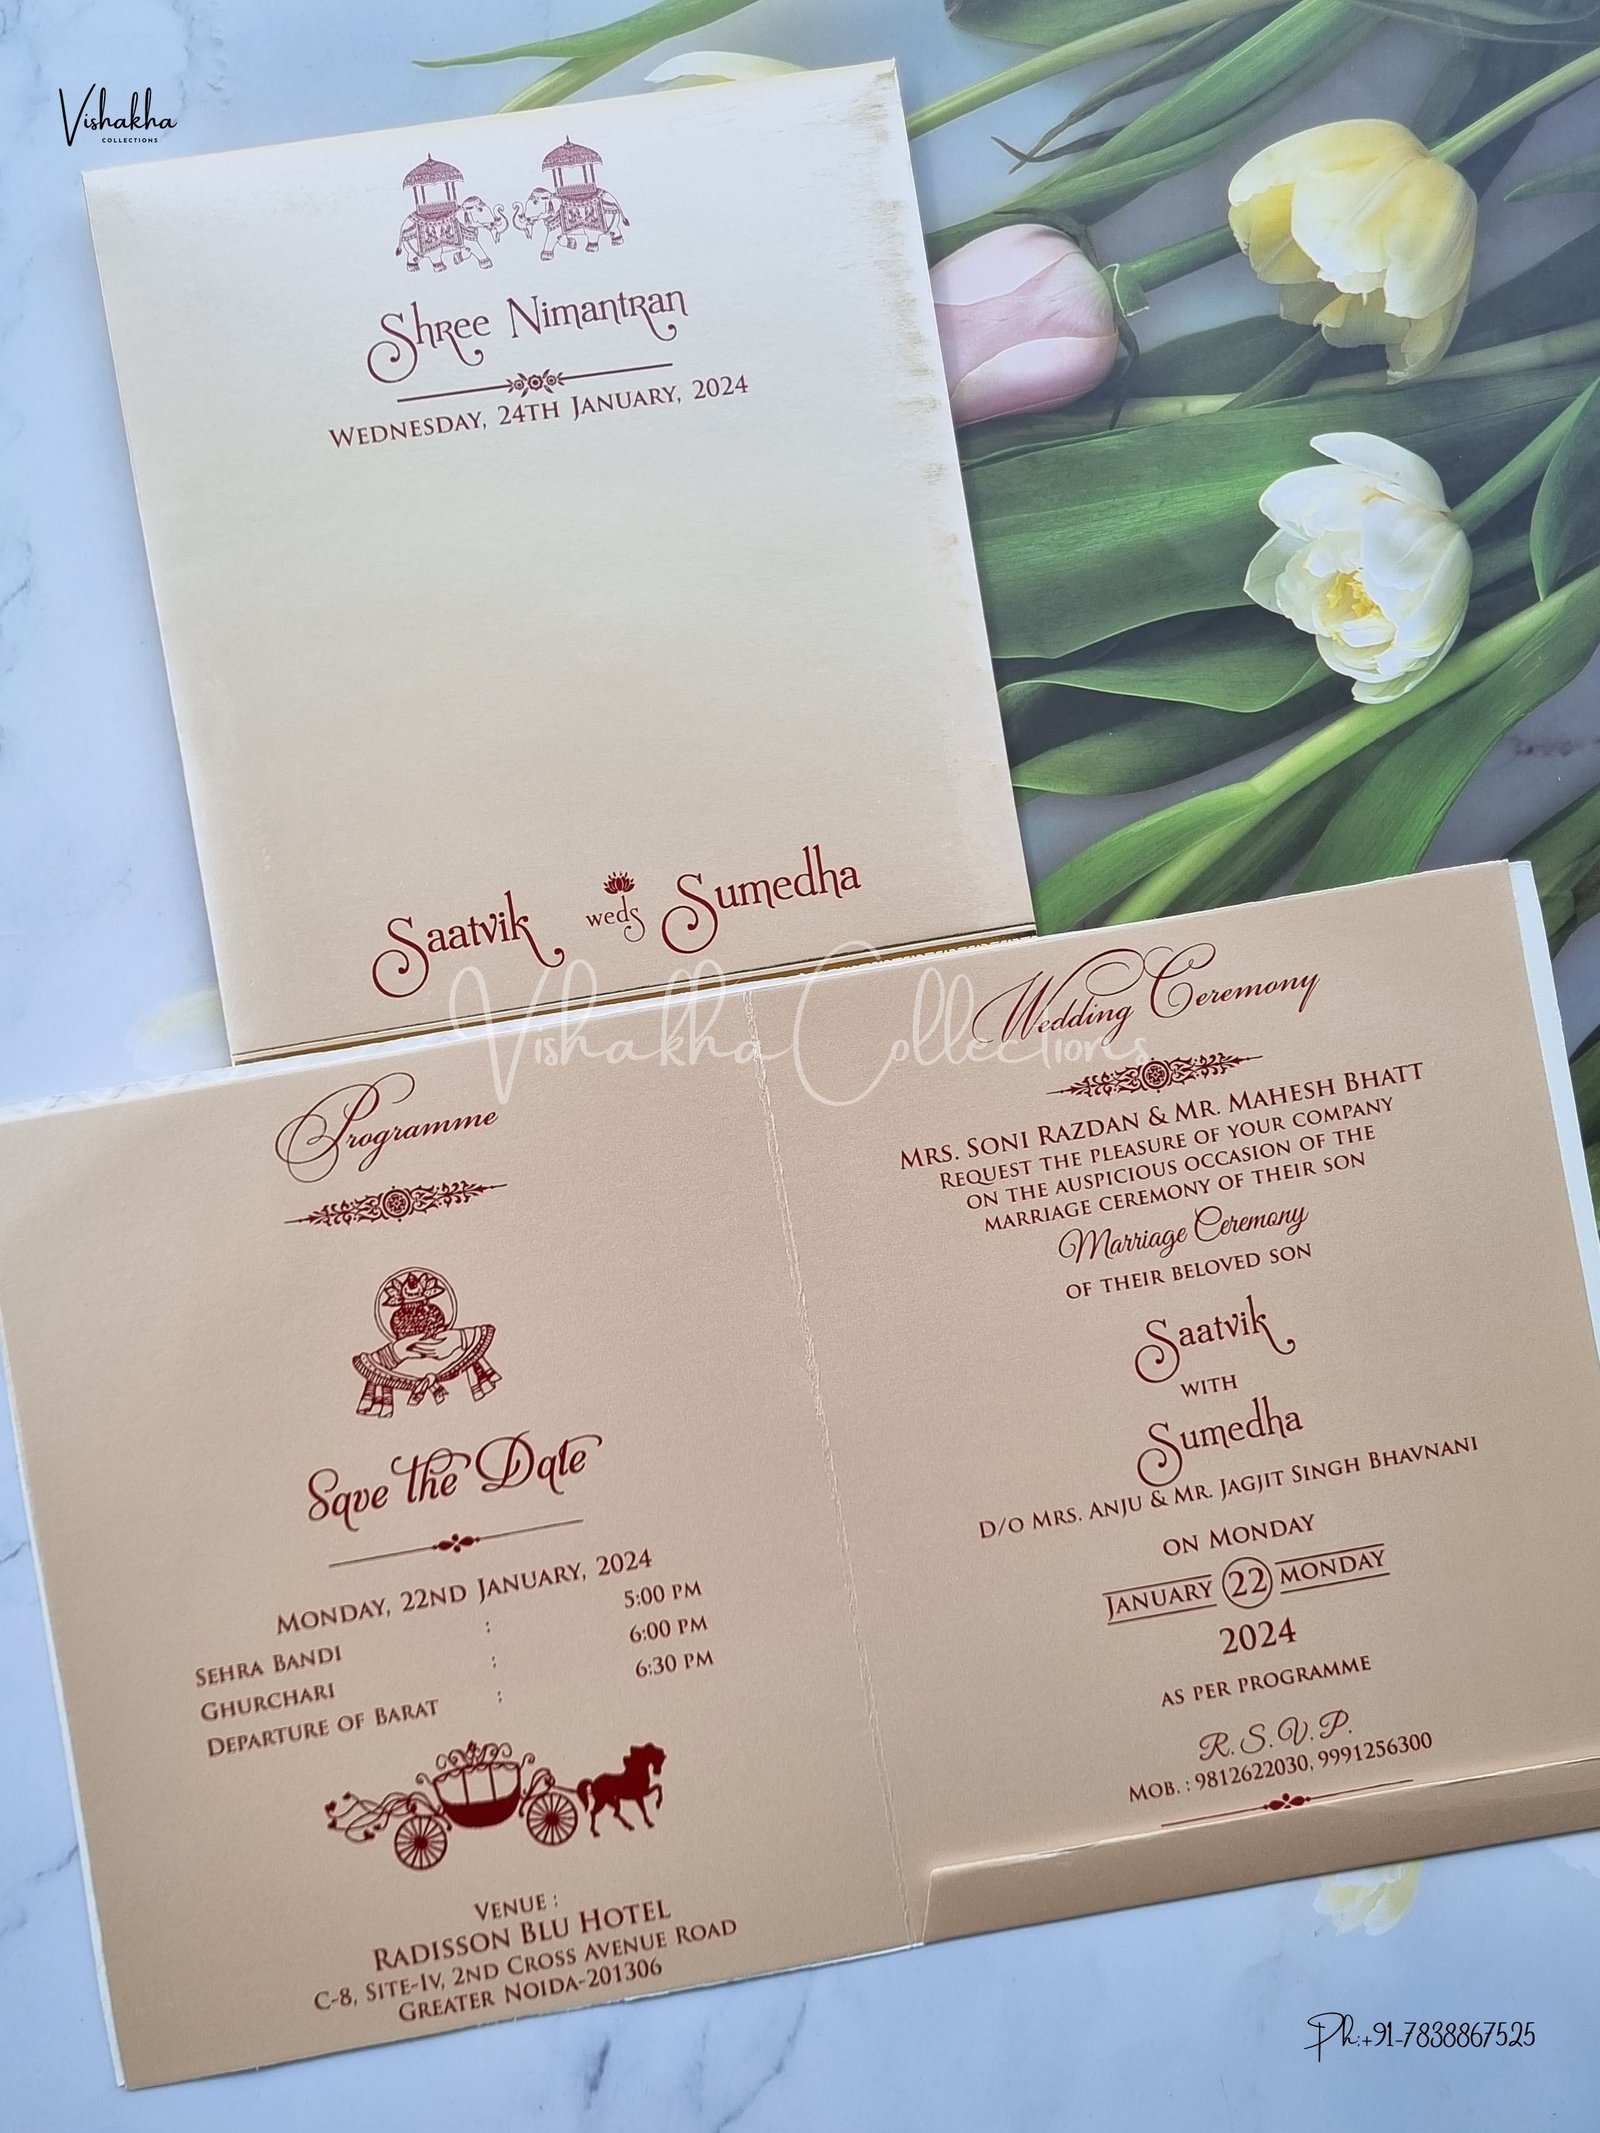 Vishakha
COLLECTIONS
Shree Nimantran
Wednesday, 24th January, 2024
Saatvik weds Sumedha
Vishakha Collections
Programme
Save the Date
Monday, 22nd January, 2024
Sehra Bandi : 5:00 pm
Ghurchari : 6:00 pm
Departure of Barat : 6:30 pm
Venue :
Radisson Blu Hotel
C-8, Site-Iv, 2nd Cross Avenue Road
Greater Noida-201306
Wedding Ceremony
Mrs. Soni Razdan & Mr. Mahesh Bhatt
Request the pleasure of your company
on the auspicious occasion of the
marriage ceremony of their son
Marriage Ceremony
of their beloved son
Saatvik
with
Sumedha
D/o Mrs. Anju & Mr. Jagjit Singh Bhavnani
on Monday
January 22 Monday
2024
as per programme
R. S. V. P.
Mob. : 9812622030, 9991256300
Ph:+91-7838867525